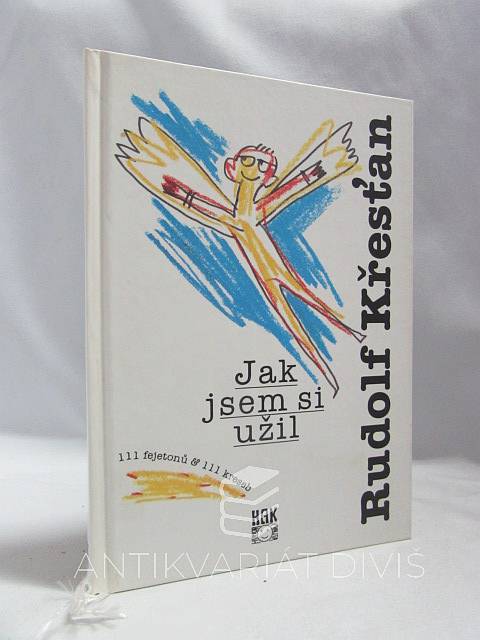 Rudolf Křesťan
Jak
jsem si
užil
111 fejetonů & 111 kreseb
HAK
ANTIKVARIÁT DIVIŠ